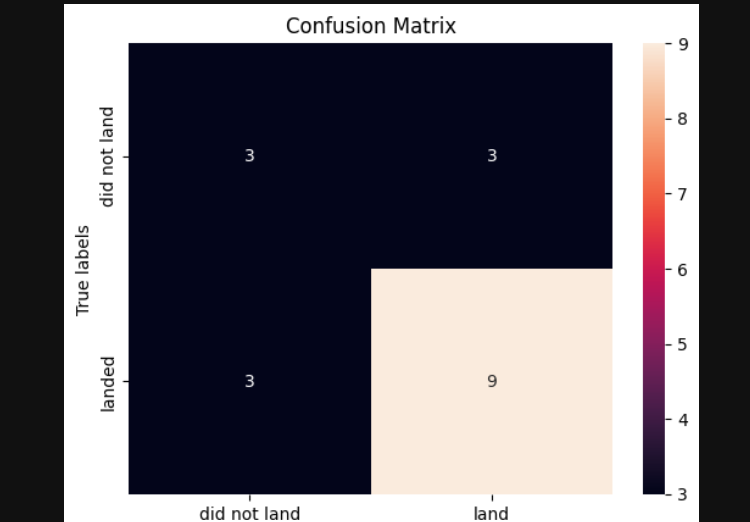 Confusion Matrix
did not land
3
3
True labels
landed
3
9
did not land
land
9
8
7
6
5
4
3